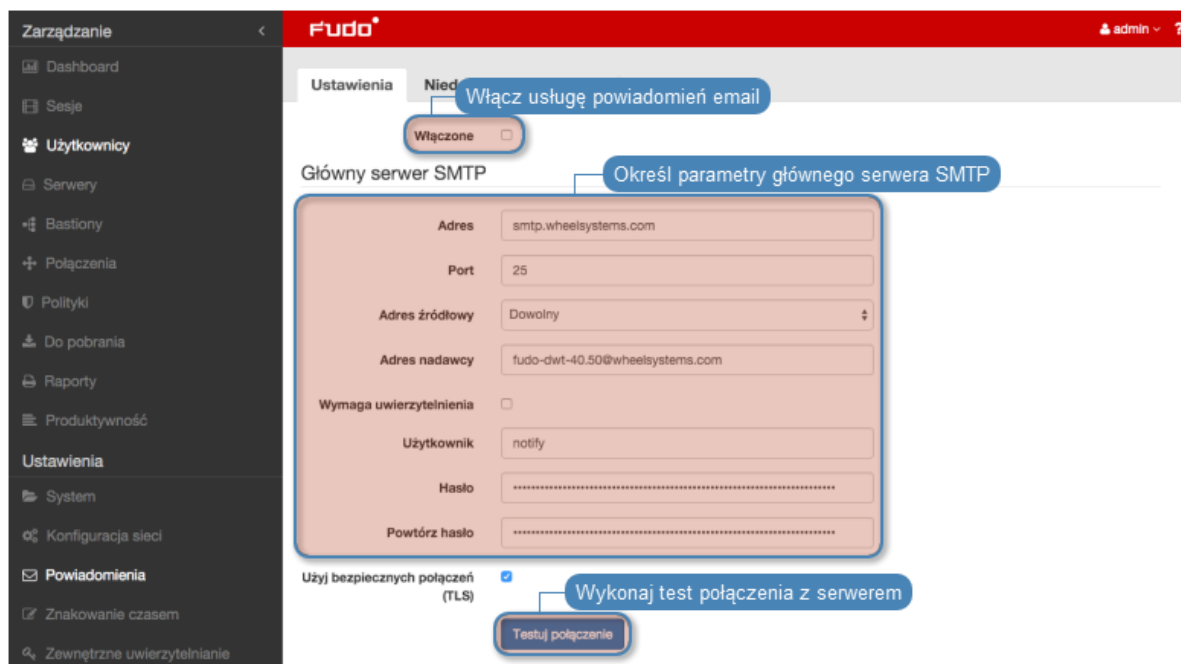 Zarządzanie
Dashboard
Sesje
Użytkownicy
Serwery
Bastiony
Połączenia
Polityki
Do pobrania
Raporty
Produktywność
Ustawienia
System
Konfiguracja sieci
Powiadomienia
Znakowanie czasem
Zewnętrzne uwierzytelnianie
FUDO
admin
?
Ustawienia
Włącz usługę powiadomień email
Włączone
Główny serwer SMTP
Określ parametry głównego serwera SMTP
Adres
smtp.wheelsystems.com
Port
25
Adres źródłowy
Dowolny
Adres nadawcy
fudo-dwt-40.50@wheelsystems.com
Wymaga uwierzytelnienia
Użytkownik
notify
Hasło
Powtórz hasło
Użyj bezpiecznych połączeń
(TLS)
Wykonaj test połączenia z serwerem
Testuj połączenie